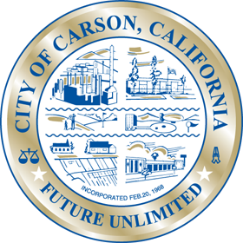 CITY OF CARSON, CALIFORNIA
INCORPORATED FEB. 20, 1968
FUTURE UNLIMITED